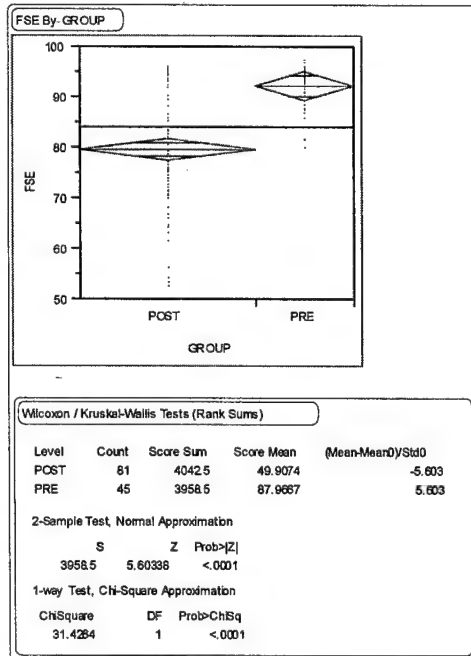 FSE By GROUP
100
90
80
70
60
50
FSE
POST PRE
GROUP
Wilcoxon / Kruskal-Wallis Tests (Rank Sums)
Level Count Score Sum Score Mean (Mean-Mean0)/Std0
POST 81 4042.5 49.9074 -5.603
PRE 45 3958.5 87.9667 5.603
2-Sample Test, Normal Approximation
S Z Prob>|Z|
3958.5 5.60338 <.0001
1-way Test, Chi-Square Approximation
ChiSquare DF Prob>ChiSq
31.4264 1 <.0001